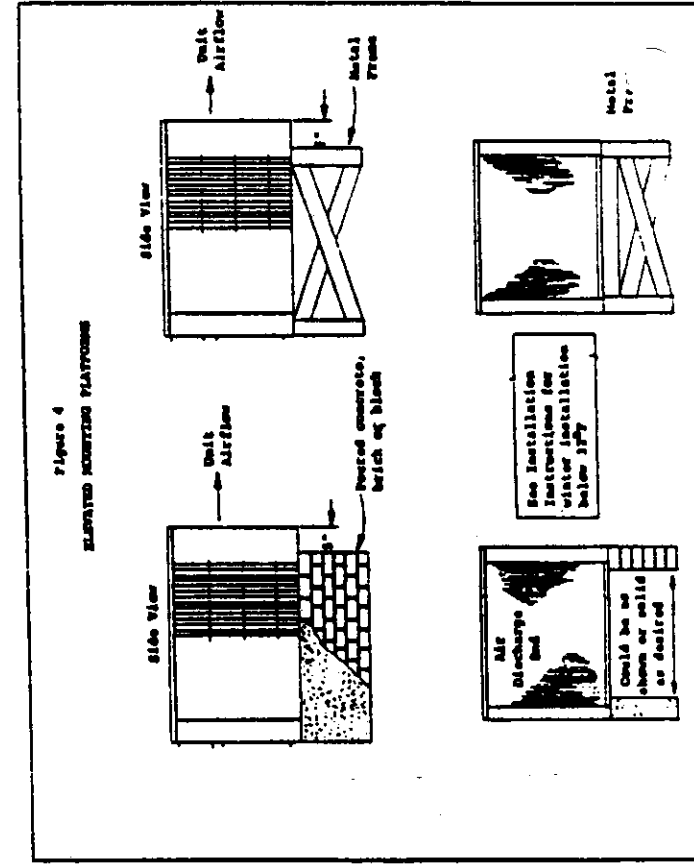 Figure 4
ELEVATED MOUNTING PLATFORMS
Side View
Unit
Airflow
Poured concrete,
brick or block
Side View
Unit
Airflow
Metal
Frame
Air
Discharge
End
Could be as
shown or solid
as desired
See Installation
Instructions for
winter installation
below
Metal